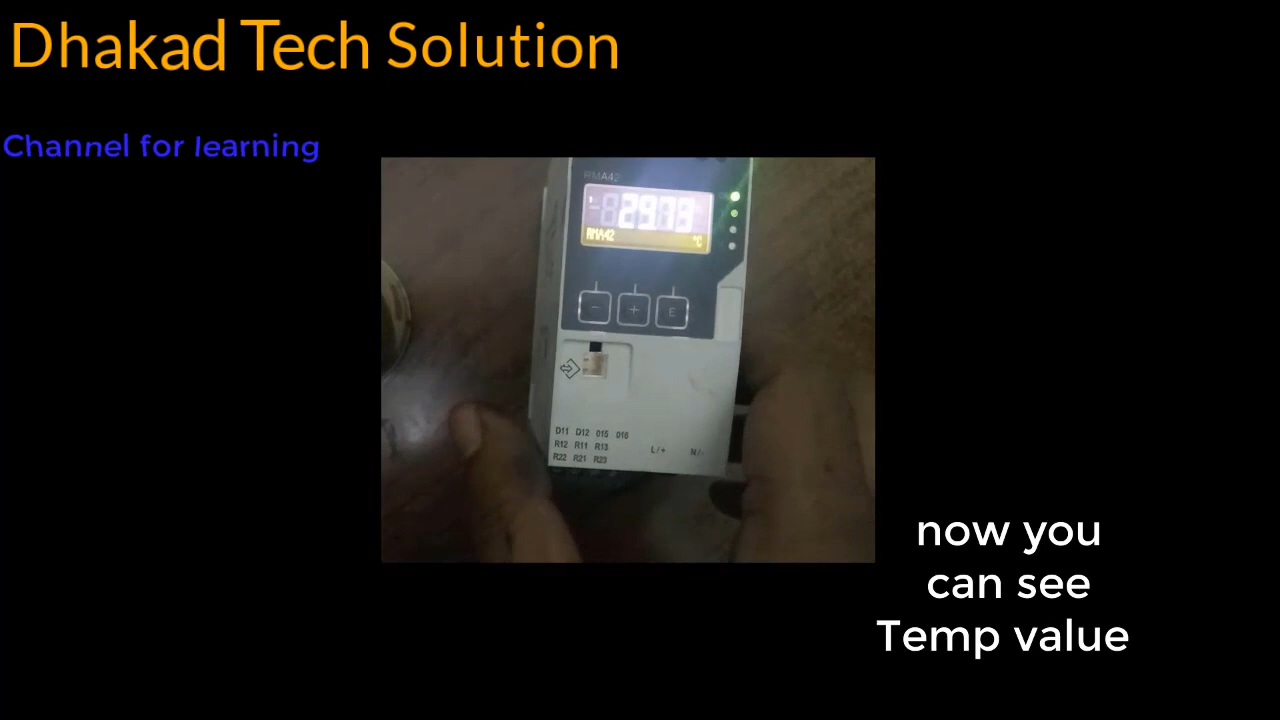 Dhakad Tech Solution
Channel for learning
RMA42
RMA42 °C
- + E
D11 D12 O15 O16
R12 R11 R13
R22 R21 R23
L/+ N/-
now you
can see
Temp value